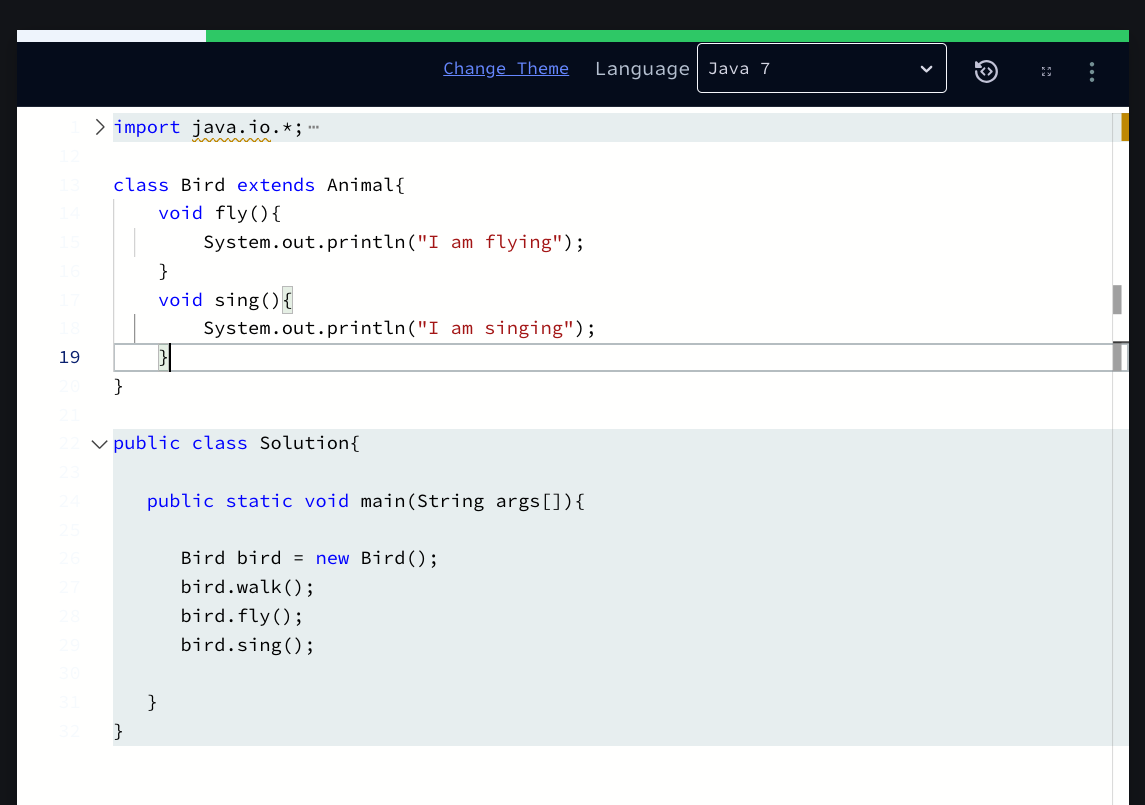 Change Theme Language Java 7
1 import java.io.*;⋯
12
13 class Bird extends Animal{
14 void fly(){
15 System.out.println("I am flying");
16 }
17 void sing(){
18 System.out.println("I am singing");
19 }
20 }
21
22 public class Solution{
23
24 public static void main(String args[]){
25
26 Bird bird = new Bird();
27 bird.walk();
28 bird.fly();
29 bird.sing();
30
31 }
32 }